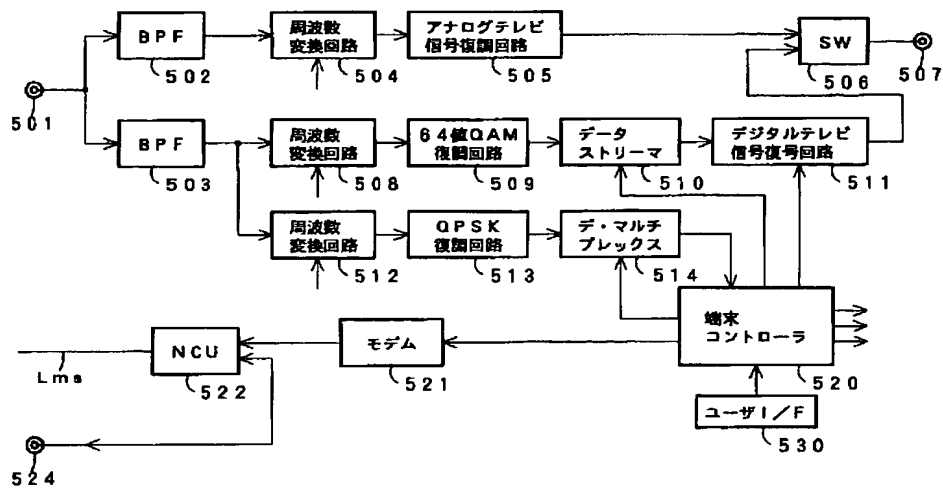 BPF
502
周波数
変換回路
504
アナログテレビ
信号復調回路
505
SW
506
507
501
BPF
503
周波数
変換回路
508
64値QAM
復調回路
509
データ
ストリーマ
510
デジタルテレビ
信号復号回路
511
周波数
変換回路
512
QPSK
復調回路
513
デ・マルチ
プレックス
514
端末
コントローラ
520
モデム
521
NCU
522
Lms
524
ユーザI/F
530